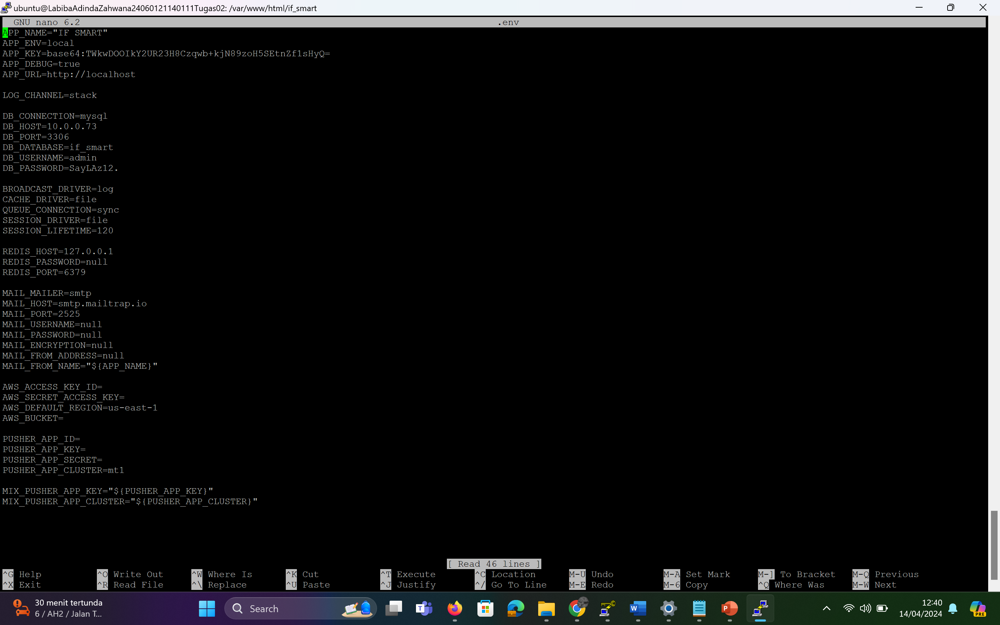 ubuntu@LabibaAdindaZahwana24060121140111Tugas02: /var/www/html/if_smart
GNU nano 6.2 .env
APP_NAME="IF SMART"
APP_ENV=local
APP_KEY=base64:TWkwDOOIkY2UR23H8Czqwb+kjN89zoH5SEtnZf1sHyQ=
APP_DEBUG=true
APP_URL=http://localhost
LOG_CHANNEL=stack
DB_CONNECTION=mysql
DB_HOST=10.0.0.73
DB_PORT=3306
DB_DATABASE=if_smart
DB_USERNAME=admin
DB_PASSWORD=SayLAz12.
BROADCAST_DRIVER=log
CACHE_DRIVER=file
QUEUE_CONNECTION=sync
SESSION_DRIVER=file
SESSION_LIFETIME=120
REDIS_HOST=127.0.0.1
REDIS_PASSWORD=null
REDIS_PORT=6379
MAIL_MAILER=smtp
MAIL_HOST=smtp.mailtrap.io
MAIL_PORT=2525
MAIL_USERNAME=null
MAIL_PASSWORD=null
MAIL_ENCRYPTION=null
MAIL_FROM_ADDRESS=null
MAIL_FROM_NAME="${APP_NAME}"
AWS_ACCESS_KEY_ID=
AWS_SECRET_ACCESS_KEY=
AWS_DEFAULT_REGION=us-east-1
AWS_BUCKET=
PUSHER_APP_ID=
PUSHER_APP_KEY=
PUSHER_APP_SECRET=
PUSHER_APP_CLUSTER=mt1
MIX_PUSHER_APP_KEY="${PUSHER_APP_KEY}"
MIX_PUSHER_APP_CLUSTER="${PUSHER_APP_CLUSTER}"
[ Read 46 lines ]
^G Help ^O Write Out ^W Where Is ^K Cut ^T Execute ^C Location M-U Undo M-A Set Mark M-] To Bracket M-Q Previous
^X Exit ^R Read File ^\ Replace ^U Paste ^J Justify ^/ Go To Line M-E Redo M-6 Copy ^Q Where Was M-W Next
30 menit tertunda
6 / AH2 / Jalan T...
Search
12:40
14/04/2024
PRE